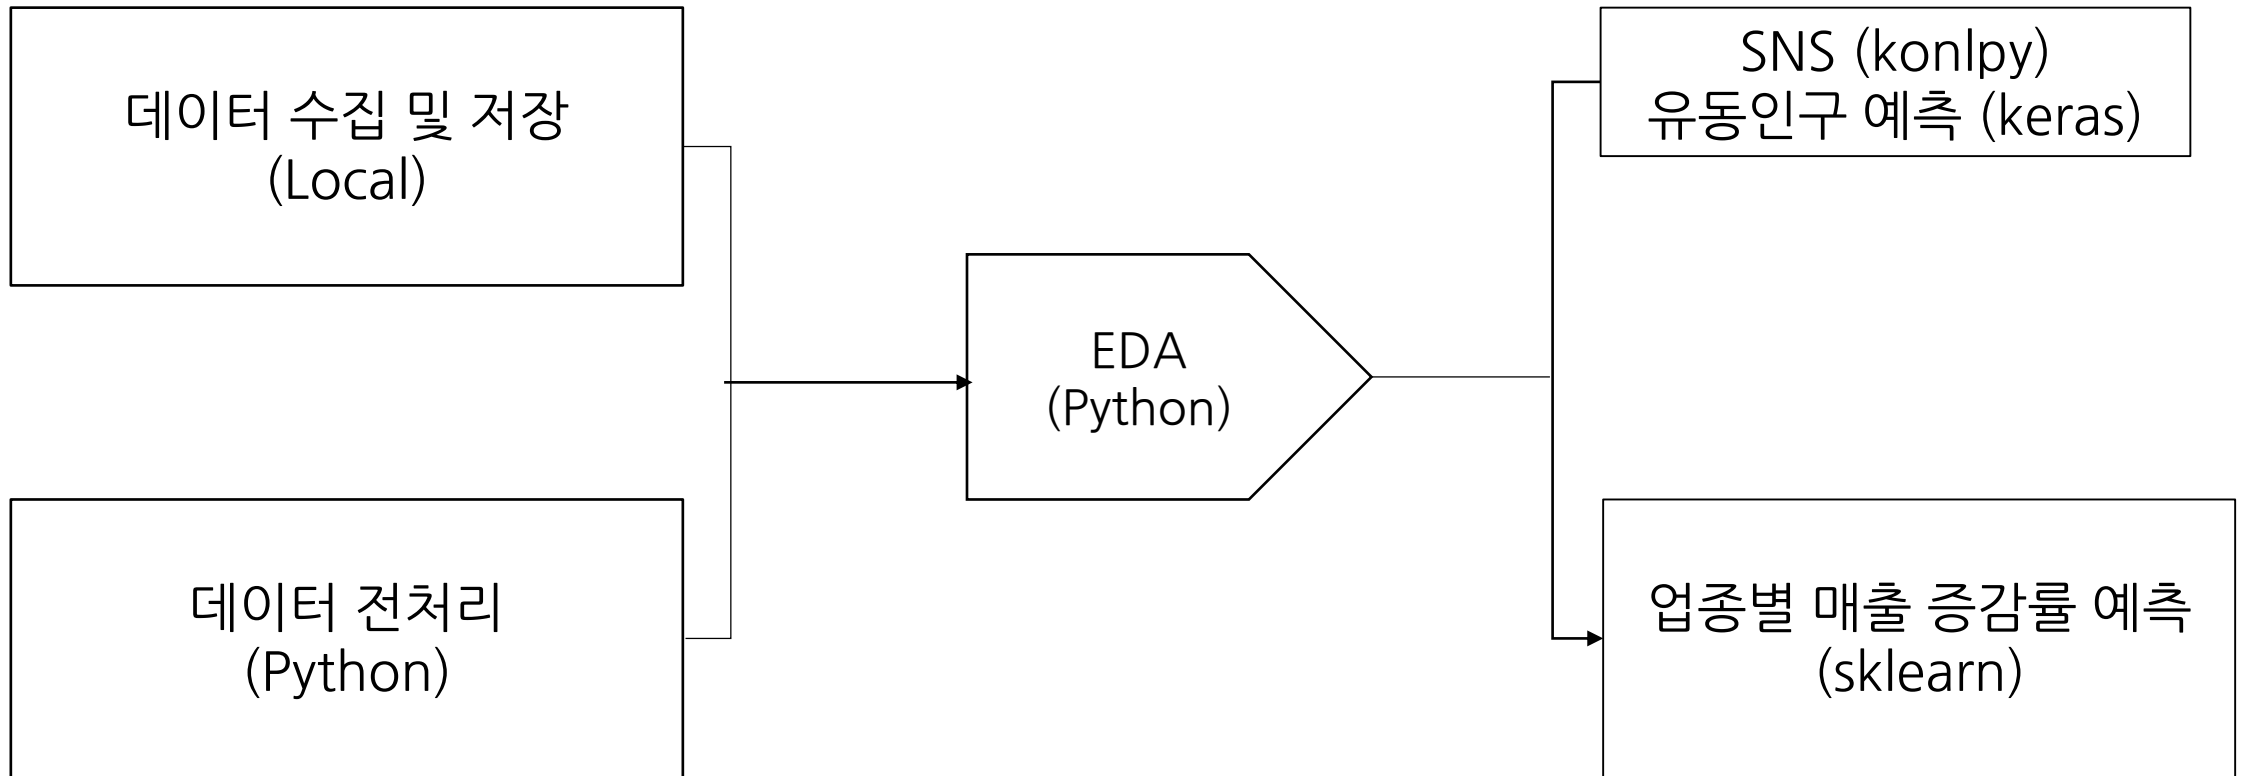 데이터 수집 및 저장
(Local)
데이터 전처리
(Python)
EDA
(Python)
SNS (konlpy)
유동인구 예측 (keras)
업종별 매출 증감률 예측
(sklearn)